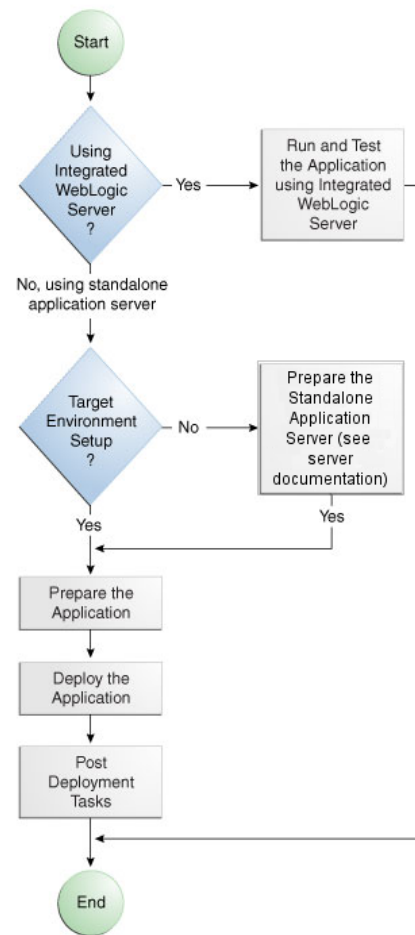 Start
Using
Integrated
WebLogic
Server
?
Yes
Run and Test
the Application
using Integrated
WebLogic
Server
No, using standalone
application server
Target
Environment
Setup
?
No
Prepare the
Standalone
Application
Server (see
server
documentation)
Yes
Yes
Prepare the
Application
Deploy the
Application
Post
Deployment
Tasks
End